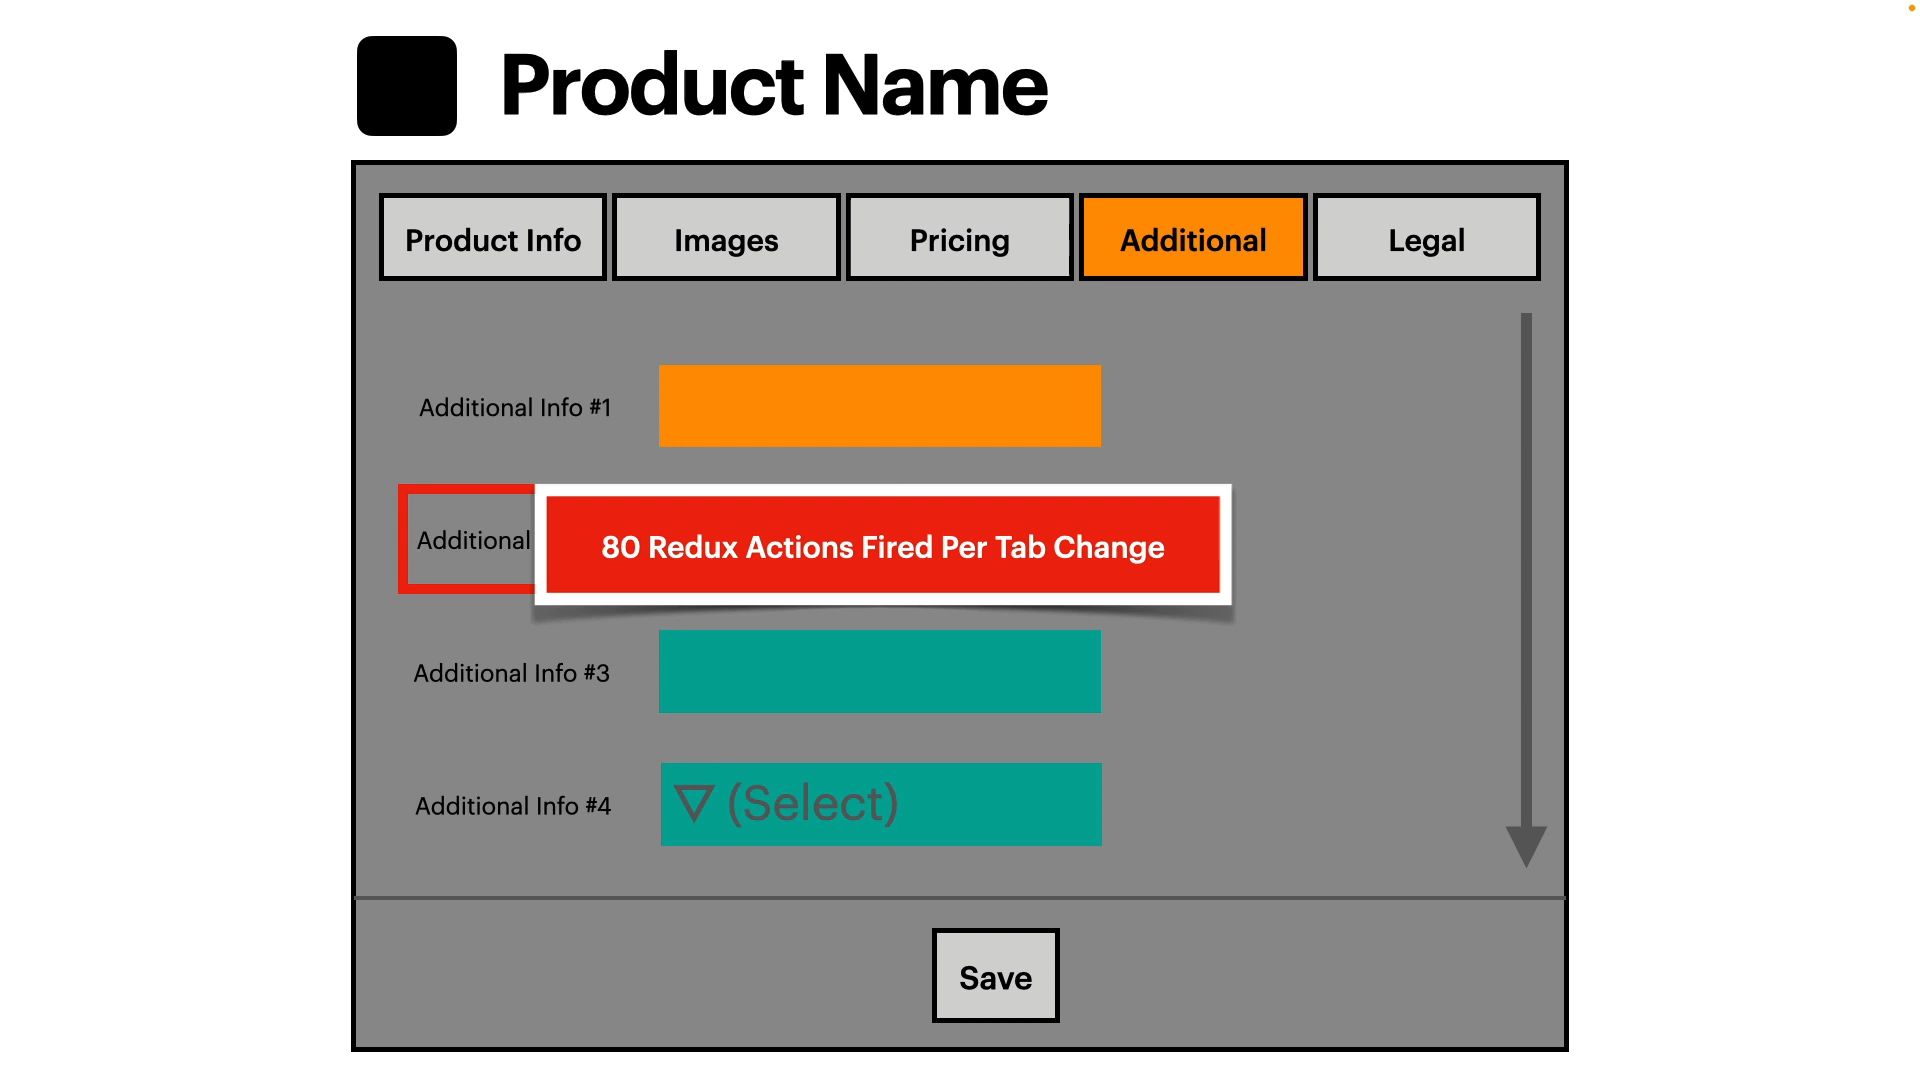 Product Name
Product Info
Images
Pricing
Additional
Legal
Additional Info #1
Additional
80 Redux Actions Fired Per Tab Change
Additional Info #3
Additional Info #4
(Select)
Save